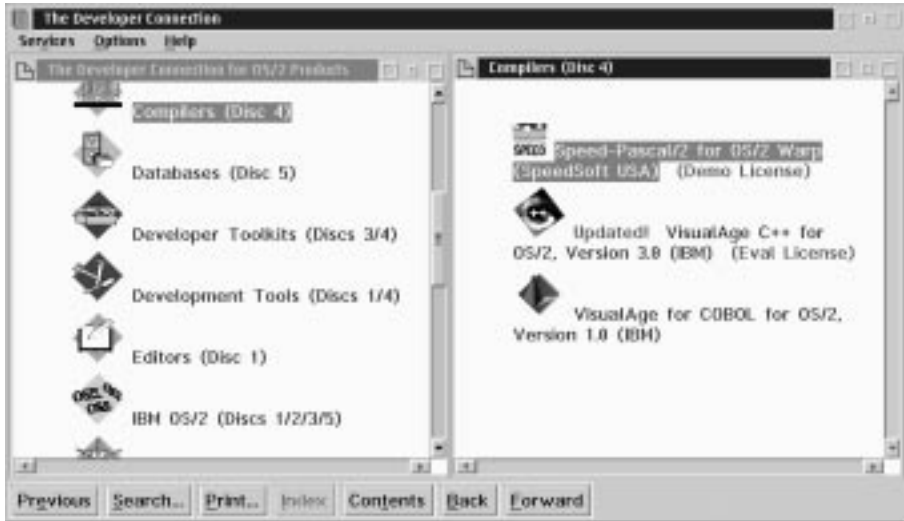 The Developer Connection
Services Options Help
The Developer Connection for OS/2 Products
Compilers (Disc 4)
Databases (Disc 5)
Developer Toolkits (Discs 3/4)
Development Tools (Discs 1/4)
Editors (Disc 1)
IBM OS/2 (Discs 1/2/3/5)
Compilers (Disc 4)
SPEED Speed-Pascal/2 for OS/2 Warp
(SpeedSoft USA) (Demo License)
Updated! VisualAge C++ for
OS/2, Version 3.0 (IBM) (Eval License)
VisualAge for COBOL for OS/2,
Version 1.0 (IBM)
Previous Search... Print... Index Contents Back Forward